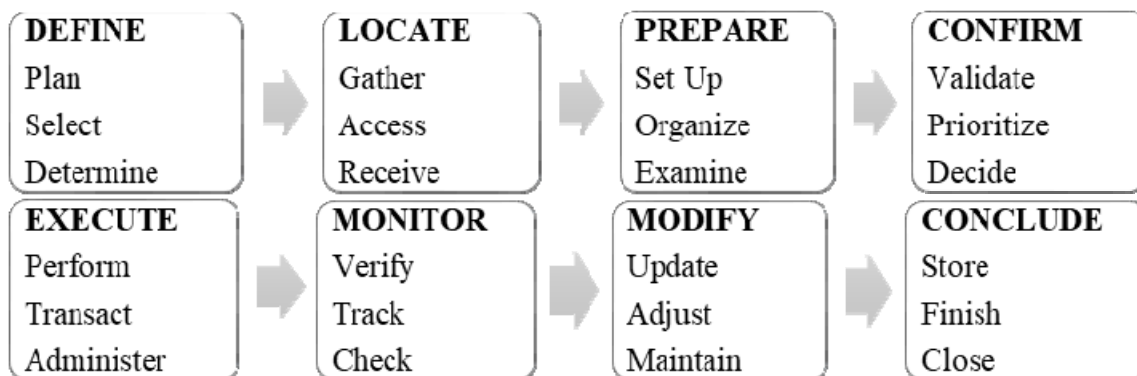 DEFINE
Plan
Select
Determine
LOCATE
Gather
Access
Receive
PREPARE
Set Up
Organize
Examine
CONFIRM
Validate
Prioritize
Decide
EXECUTE
Perform
Transact
Administer
MONITOR
Verify
Track
Check
MODIFY
Update
Adjust
Maintain
CONCLUDE
Store
Finish
Close